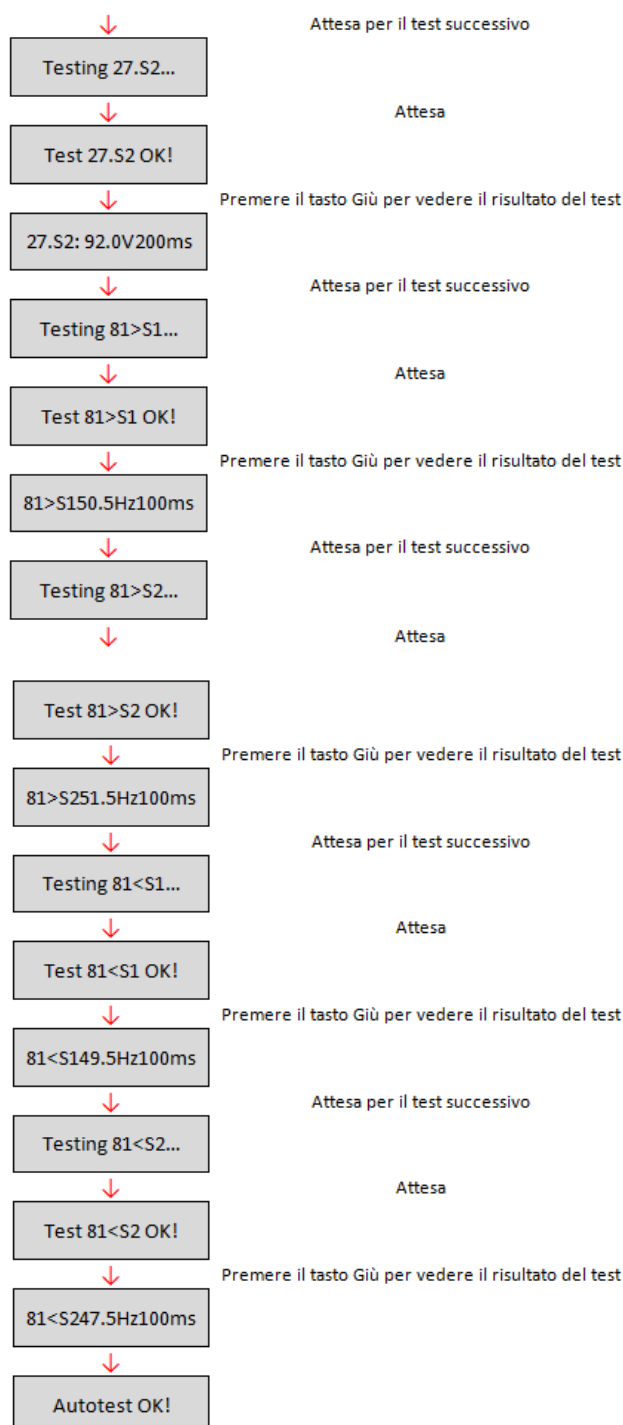 Attesa per il test successivo
Testing 27.S2...
Attesa
Test 27.S2 OK!
Premere il tasto Giù per vedere il risultato del test
27.S2: 92.0V200ms
Attesa per il test successivo
Testing 81>S1...
Attesa
Test 81>S1 OK!
Premere il tasto Giù per vedere il risultato del test
81>S150.5Hz100ms
Attesa per il test successivo
Testing 81>S2...
Attesa
Test 81>S2 OK!
Premere il tasto Giù per vedere il risultato del test
81>S251.5Hz100ms
Attesa per il test successivo
Testing 81<S1...
Attesa
Test 81<S1 OK!
Premere il tasto Giù per vedere il risultato del test
81<S149.5Hz100ms
Attesa per il test successivo
Testing 81<S2...
Attesa
Test 81<S2 OK!
Premere il tasto Giù per vedere il risultato del test
81<S247.5Hz100ms
Autotest OK!